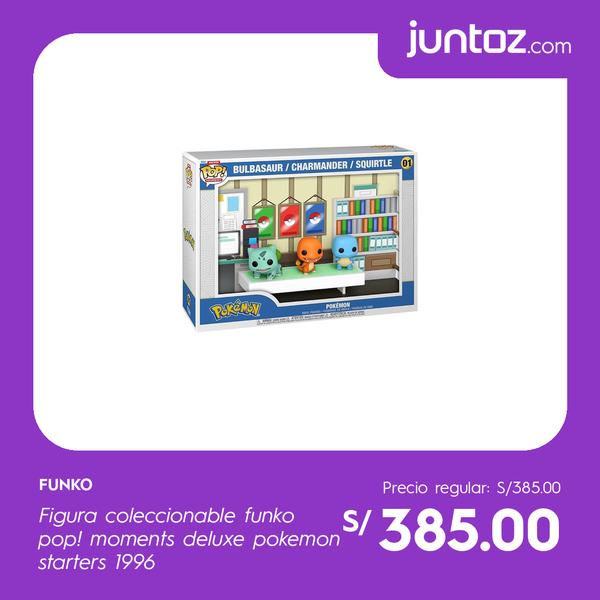 juntoz.com
POP!
BULBASAUR / CHARMANDER / SQUIRTLE
01
POKÉMON
POKÉMON
FUNKO
Figura coleccionable funko
pop! moments deluxe pokemon
starters 1996
Precio regular: S/385.00
S/ 385.00